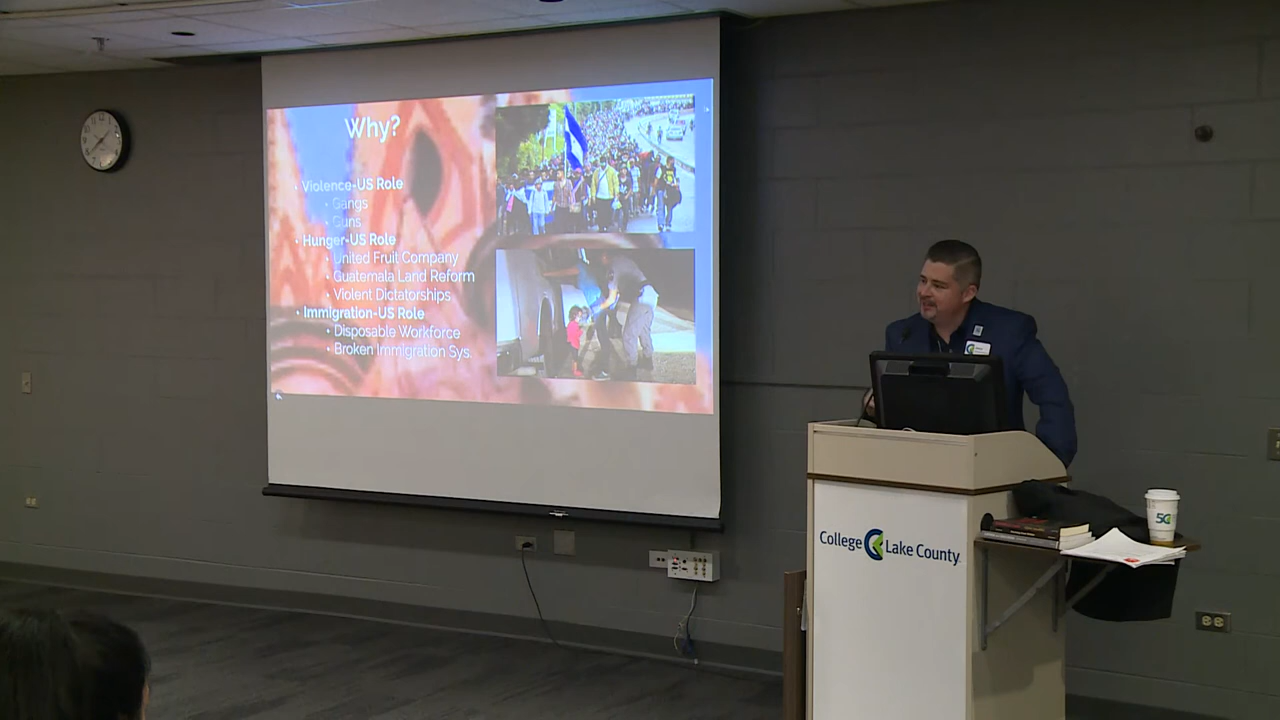 Why?
• Violence-US Role
• Gangs
• Guns
• Hunger-US Role
• United Fruit Company
• Guatemala Land Reform
• Violent Dictatorships
• Immigration-US Role
• Disposable Workforce
• Broken Immigration Sys.
College Lake County
50